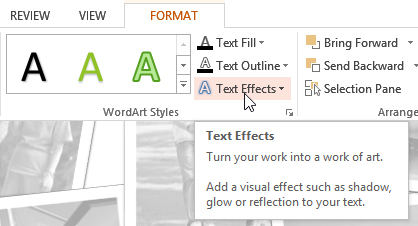 REVIEW VIEW FORMAT
A A A
Text Fill
Text Outline
A Text Effects
WordArt Styles
Bring Forward
Send Backward
Selection Pane
Arrange
Text Effects
Turn your work into a work of art.
Add a visual effect such as shadow,
glow or reflection to your text.